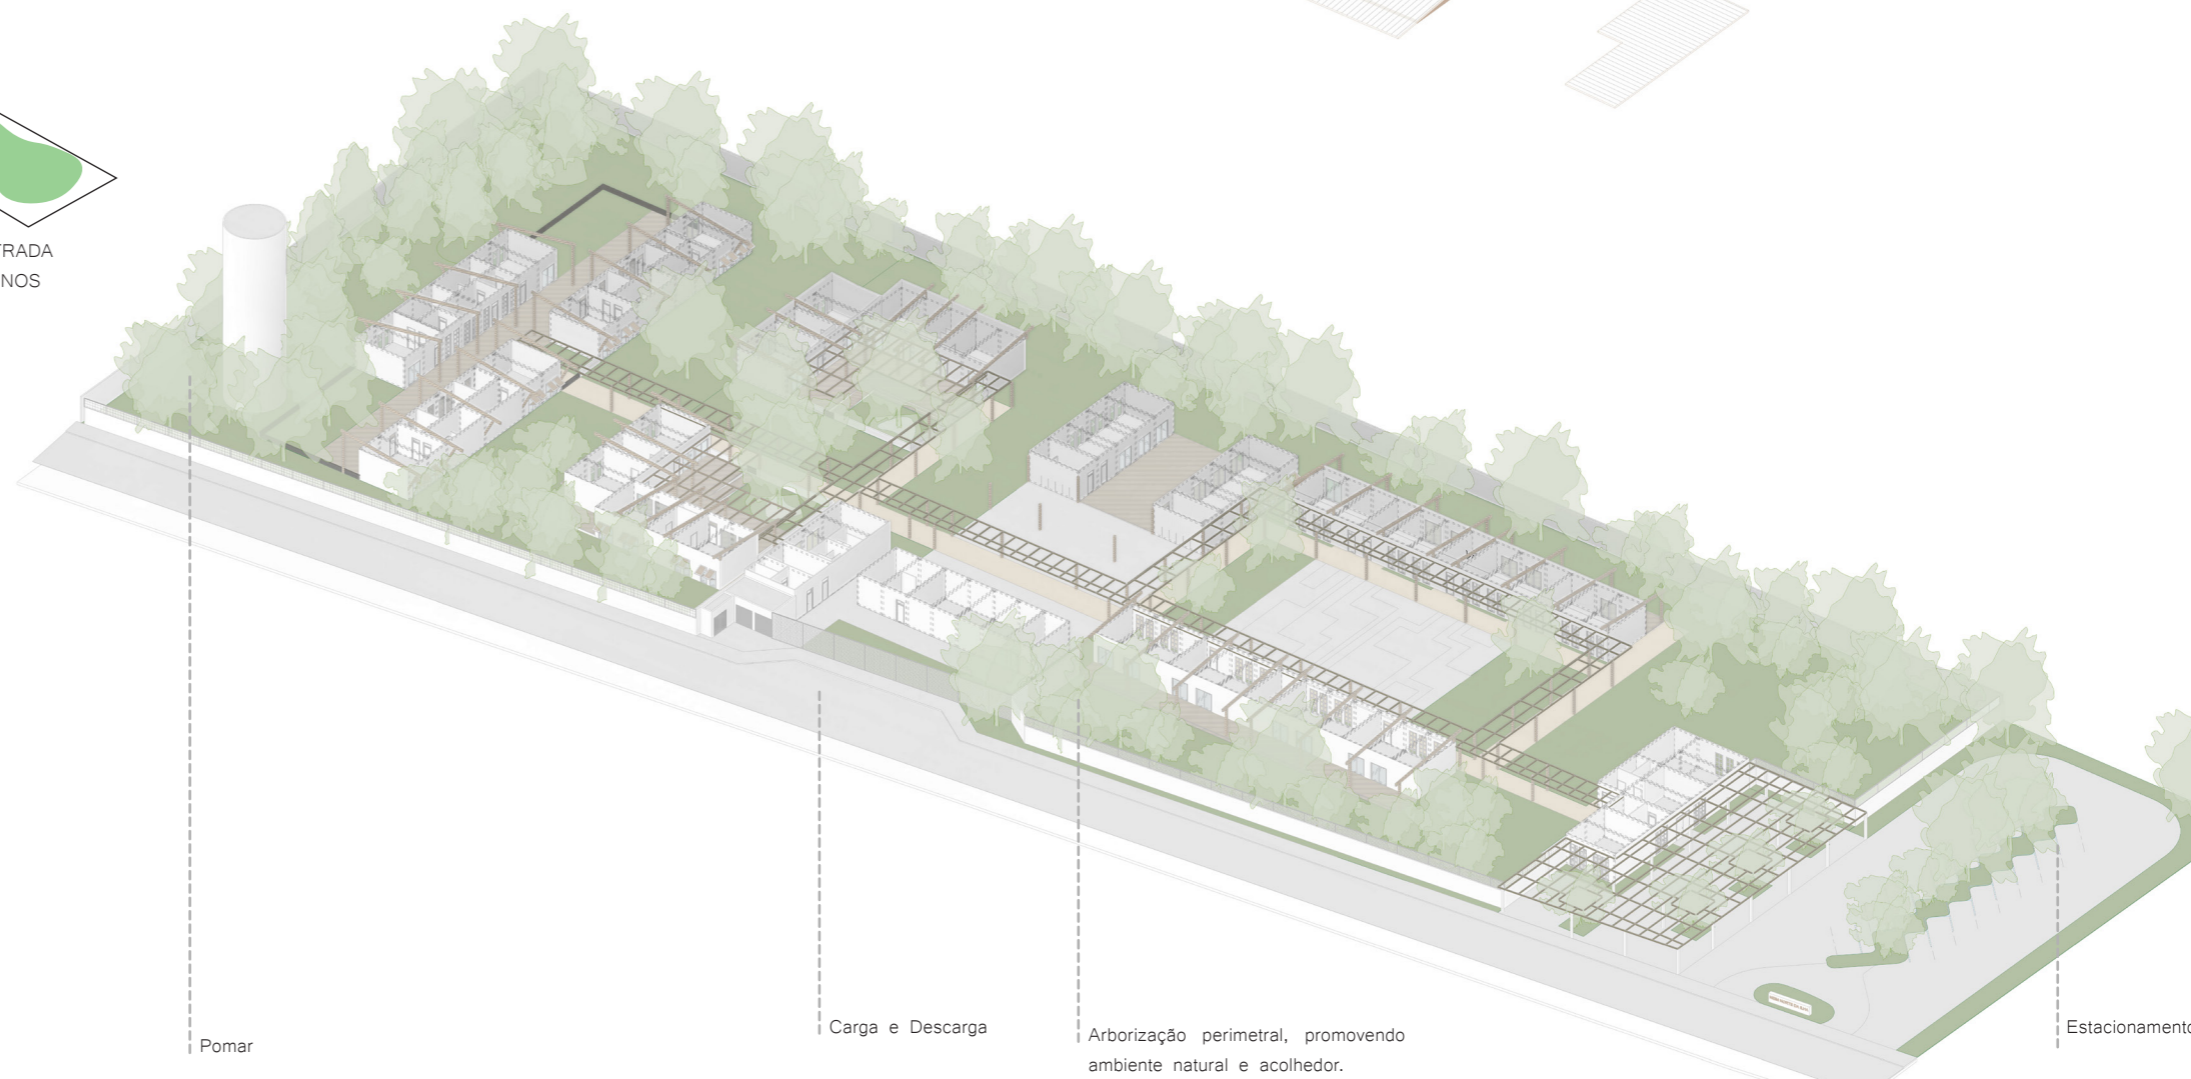 TRADA
NOS
Pomar
Carga e Descarga
Arborização perimetral, promovendo
ambiente natural e acolhedor.
Estacionamento